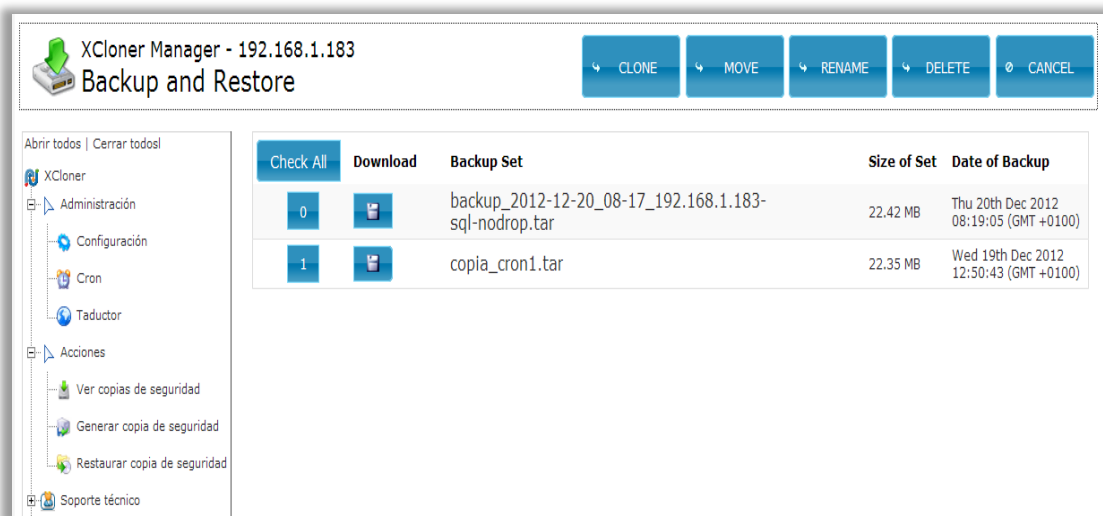 XCloner Manager - 192.168.1.183
Backup and Restore
CLONE
MOVE
RENAME
DELETE
CANCEL
Abrir todos | Cerrar todosl
XCloner
Administración
Configuración
Cron
Taductor
Acciones
Ver copias de seguridad
Generar copia de seguridad
Restaurar copia de seguridad
Soporte técnico
Check All Download Backup Set Size of Set Date of Backup
0 backup_2012-12-20_08-17_192.168.1.183-
sql-nodrop.tar 22.42 MB Thu 20th Dec 2012
08:19:05 (GMT +0100)
1 copia_cron1.tar 22.35 MB Wed 19th Dec 2012
12:50:43 (GMT +0100)